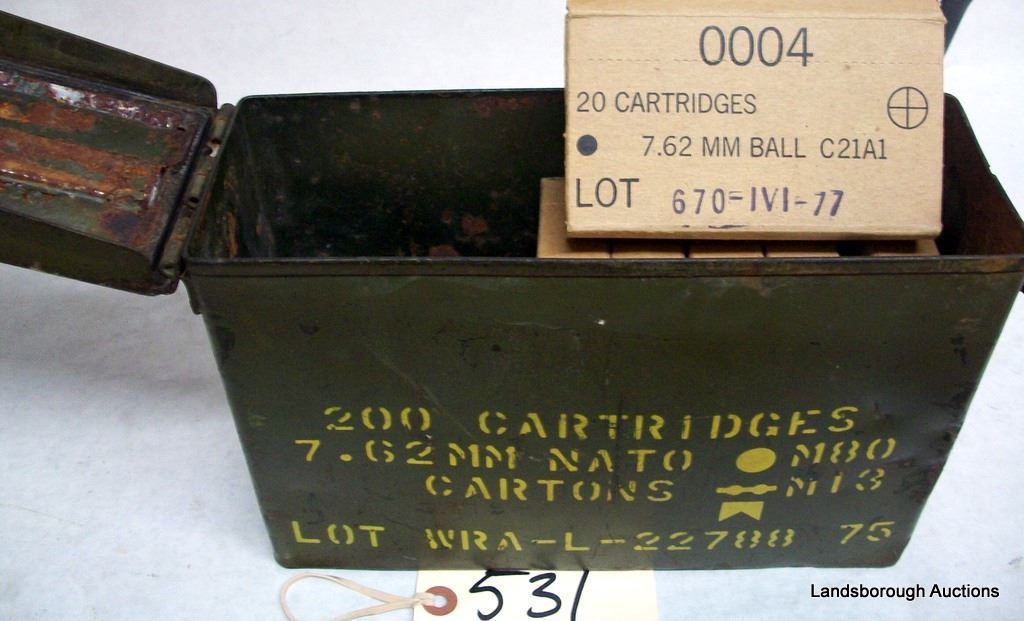 0004
20 CARTRIDGES
7.62 MM BALL C21A1
LOT 670-IVI-77
200 CARTRIDGES
7.62MM NATO M80
CARTONS M13
LOT WRA-L-22788 75
531
Landsborough Auctions